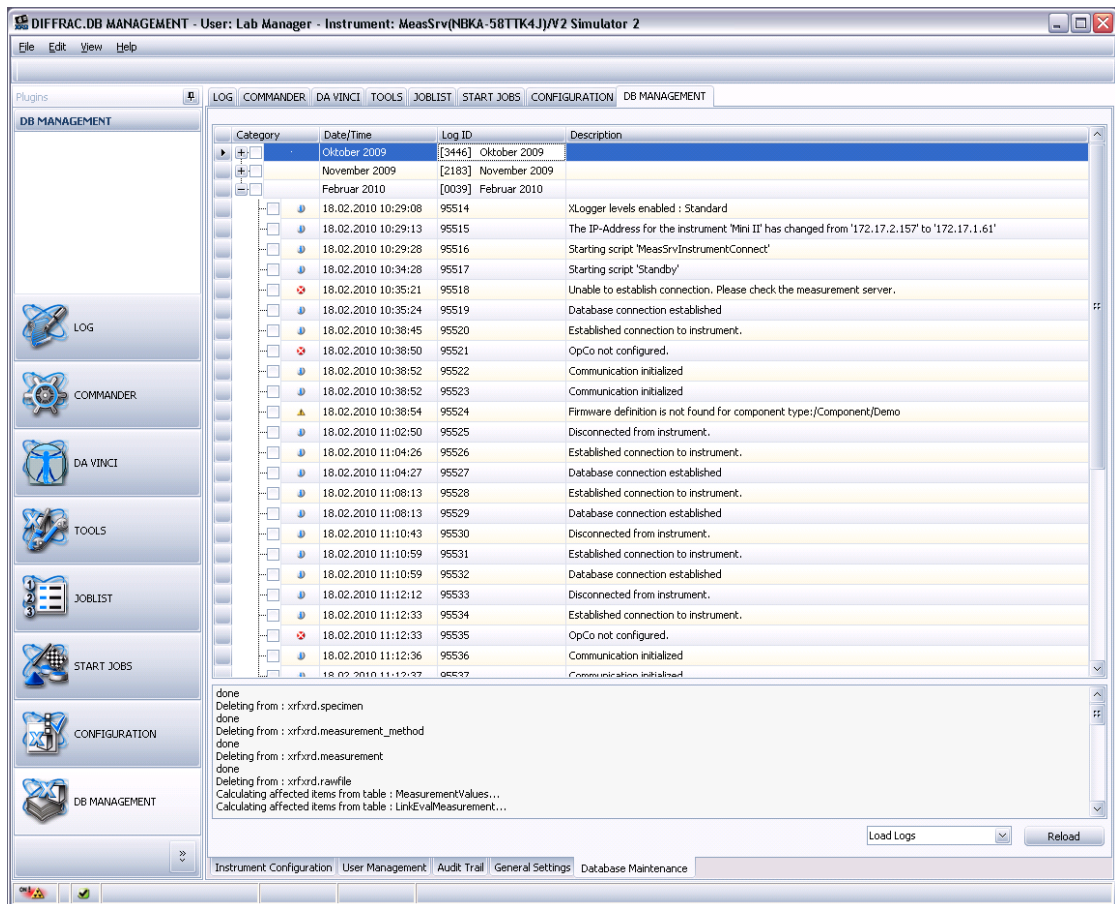 DIFFRAC.DB MANAGEMENT - User: Lab Manager - Instrument: MeasSrv(NBKA-58TTK4J)/V2 Simulator 2
File Edit View Help
Plugins
DB MANAGEMENT
LOG
COMMANDER
DA VINCI
TOOLS
JOBLIST
START JOBS
CONFIGURATION
DB MANAGEMENT
LOG COMMANDER DA VINCI TOOLS JOBLIST START JOBS CONFIGURATION DB MANAGEMENT
Category Date/Time Log ID Description
Oktober 2009 [3446] Oktober 2009
November 2009 [2183] November 2009
Februar 2010 [0039] Februar 2010
18.02.2010 10:29:08 95514 XLogger levels enabled : Standard
18.02.2010 10:29:13 95515 The IP-Address for the instrument 'Mini II' has changed from '172.17.2.157' to '172.17.1.61'
18.02.2010 10:29:28 95516 Starting script 'MeasSrvInstrumentConnect'
18.02.2010 10:34:28 95517 Starting script 'Standby'
18.02.2010 10:35:21 95518 Unable to establish connection. Please check the measurement server.
18.02.2010 10:35:24 95519 Database connection established
18.02.2010 10:38:45 95520 Established connection to instrument.
18.02.2010 10:38:50 95521 OpCo not configured.
18.02.2010 10:38:52 95522 Communication initialized
18.02.2010 10:38:52 95523 Communication initialized
18.02.2010 10:38:54 95524 Firmware definition is not found for component type:/Component/Demo
18.02.2010 11:02:50 95525 Disconnected from instrument.
18.02.2010 11:04:26 95526 Established connection to instrument.
18.02.2010 11:04:27 95527 Database connection established
18.02.2010 11:08:13 95528 Established connection to instrument.
18.02.2010 11:08:13 95529 Database connection established
18.02.2010 11:10:43 95530 Disconnected from instrument.
18.02.2010 11:10:59 95531 Established connection to instrument.
18.02.2010 11:10:59 95532 Database connection established
18.02.2010 11:12:12 95533 Disconnected from instrument.
18.02.2010 11:12:33 95534 Established connection to instrument.
18.02.2010 11:12:33 95535 OpCo not configured.
18.02.2010 11:12:36 95536 Communication initialized
18.02.2010 11:12:37 95537 Communication initialized
done
Deleting from : xrfxrd.specimen
done
Deleting from : xrfxrd.measurement_method
done
Deleting from : xrfxrd.measurement
done
Deleting from : xrfxrd.rawfile
Calculating affected items from table : MeasurementValues...
Calculating affected items from table : LinkEvalMeasurement...
Load Logs Reload
Instrument Configuration User Management Audit Trail General Settings Database Maintenance